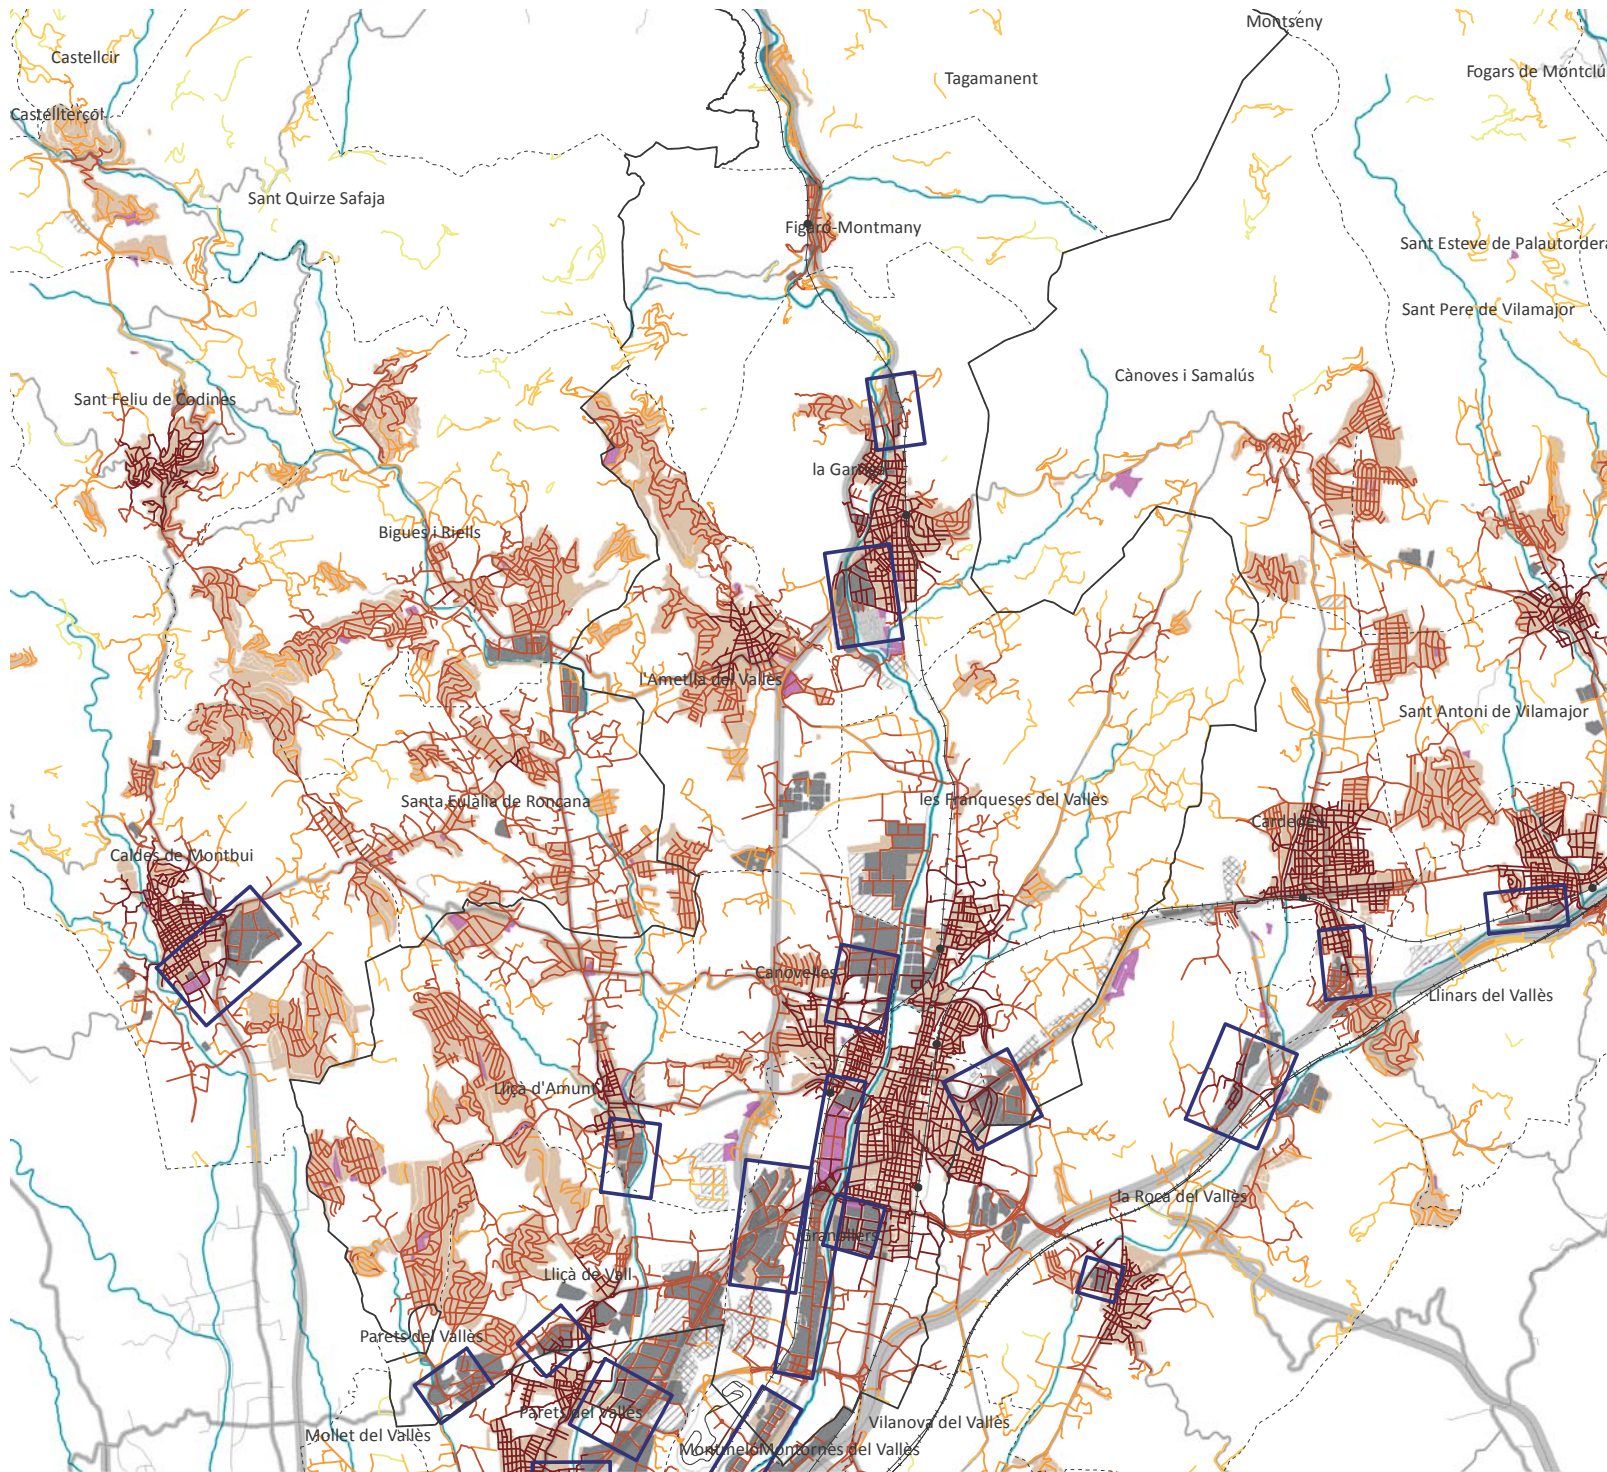 Montseny
Castellcir
Tagamanent
Fogars de Montclú
Castellterçol
Sant Quirze Safaja
Figaró-Montmany
Sant Esteve de Palautordera
Sant Pere de Vilamajor
Cànoves i Samalús
Sant Feliu de Codines
la Garriga
Bigues i Riells
l'Ametlla del Vallès
Sant Antoni de Vilamajor
les Franqueses del Vallès
Santa Eulàlia de Ronçana
Cardedeu
Caldes de Montbui
Canovelles
Llinars del Vallès
Lliçà d'Amunt
la Roca del Vallès
Granollers
Lliçà de Vall
Parets del Vallès
Parets del Vallès
Vilanova del Vallès
Mollet del Vallès
Montmeló
Montornès del Vallès